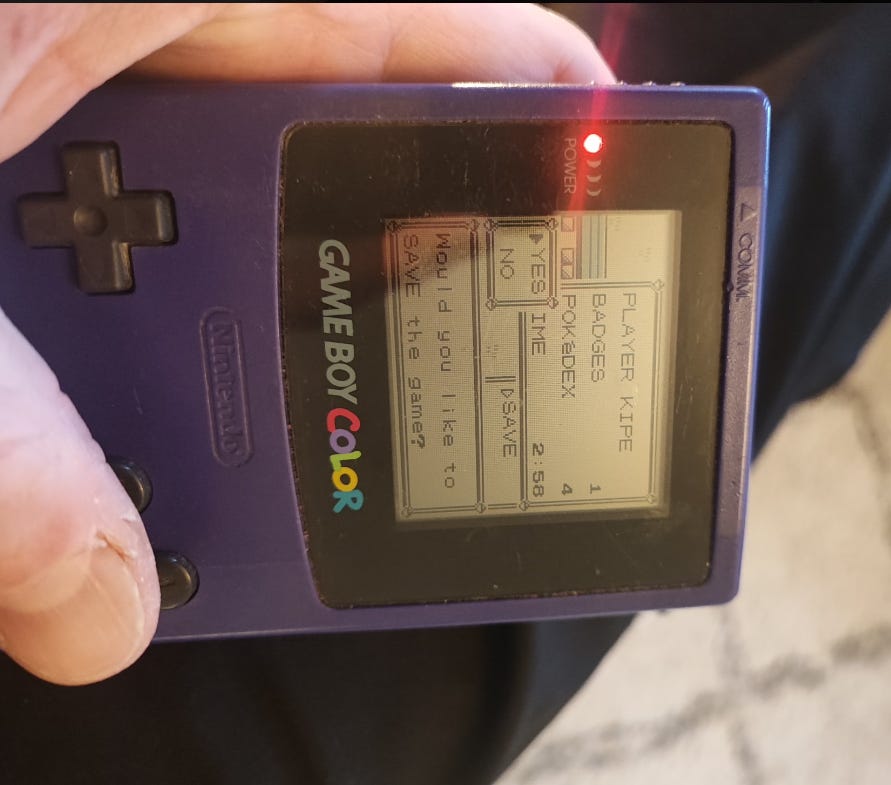 COMM.
POWER
PLAYER KIPE
BADGES 1
POKéDEX 4
IME 2:58
YES
NO
SAVE
Would you like to
SAVE the game?
GAME BOY COLOR
Nintendo